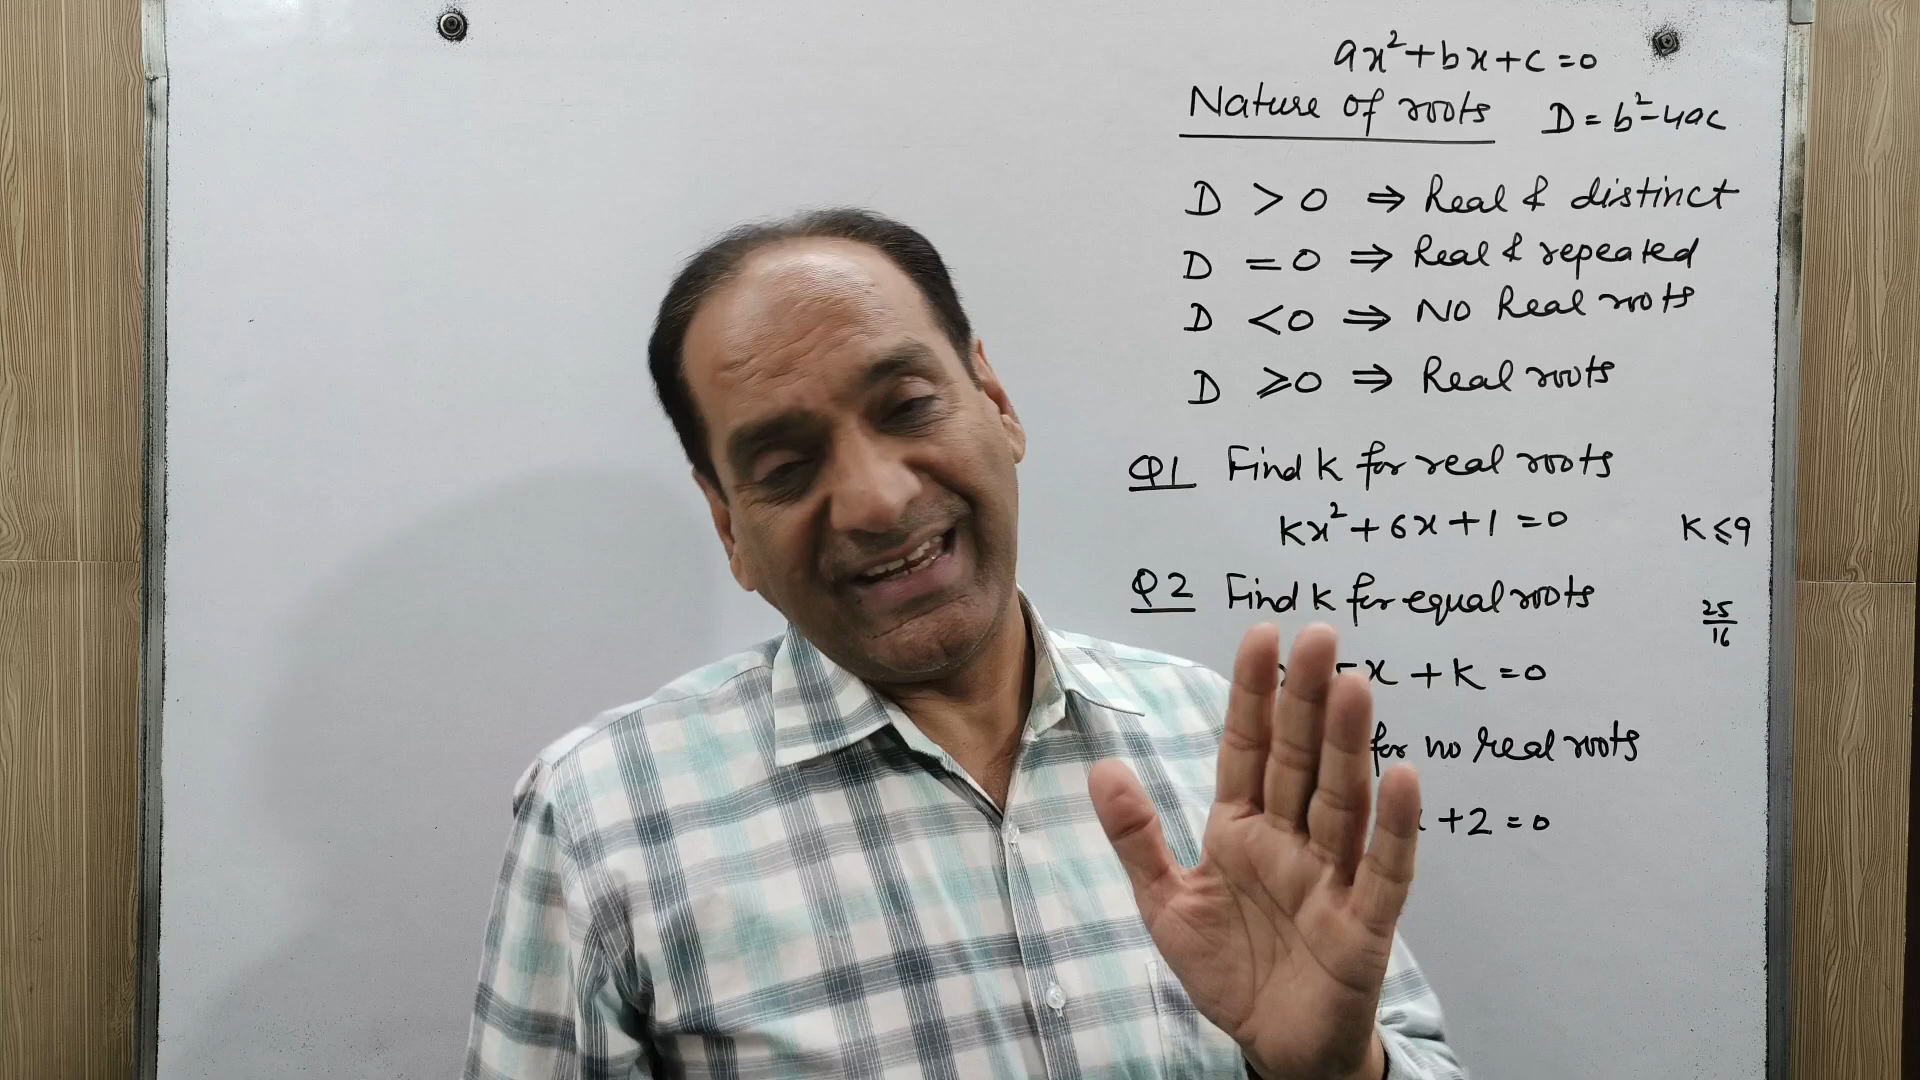 ax²+bx+c=0
Nature of roots D=b²-4ac
D >0 ⇒ Real & distinct
D =0 ⇒ Real & repeated
D <0 ⇒ No Real roots
D ⩾0 ⇒ Real roots
Q1 Find k for real roots
kx²+6x+1=0 K⩽9
Q2 Find k for equal roots
25/16
x+k=0
for no real roots
+2=0